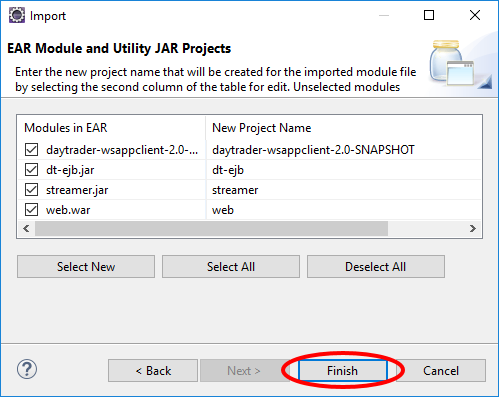 Import
EAR Module and Utility JAR Projects
Enter the new project name that will be created for the imported module file
by selecting the second column of the table for edit. Unselected modules
Modules in EAR New Project Name
daytrader-wsappclient-2.0-... daytrader-wsappclient-2.0-SNAPSHOT
dt-ejb.jar dt-ejb
streamer.jar streamer
web.war web
Select New Select All Deselect All
? < Back Next > Finish Cancel